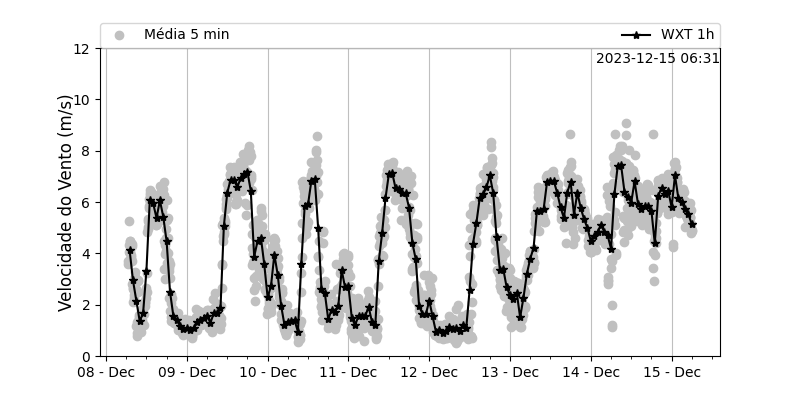 Média 5 min
WXT 1h
2023-12-15 06:31
Velocidade do Vento (m/s)
12
10
8
6
4
2
0
08 - Dec
09 - Dec
10 - Dec
11 - Dec
12 - Dec
13 - Dec
14 - Dec
15 - Dec